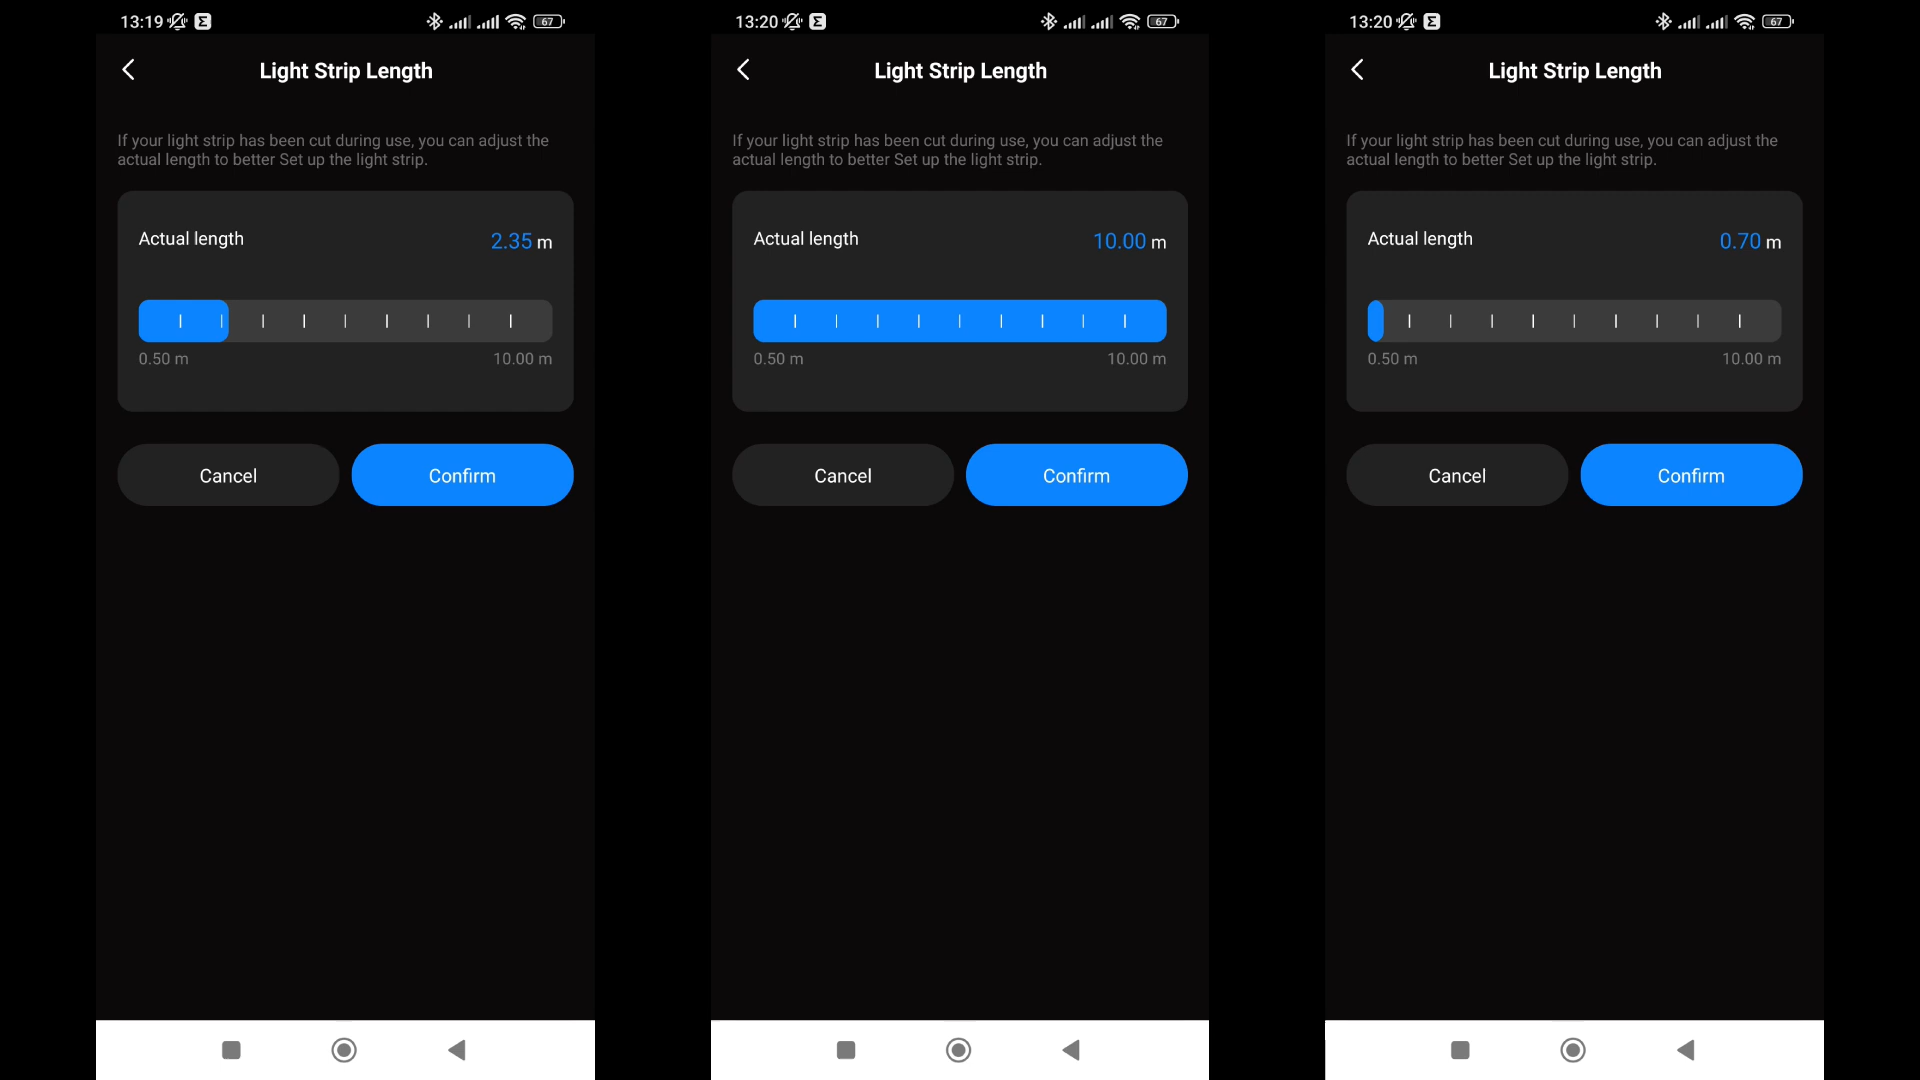 13:19
67
Light Strip Length
If your light strip has been cut during use, you can adjust the
actual length to better Set up the light strip.
Actual length
2.35 m
0.50 m
10.00 m
Cancel
Confirm
13:20
67
Light Strip Length
If your light strip has been cut during use, you can adjust the
actual length to better Set up the light strip.
Actual length
10.00 m
0.50 m
10.00 m
Cancel
Confirm
13:20
67
Light Strip Length
If your light strip has been cut during use, you can adjust the
actual length to better Set up the light strip.
Actual length
0.70 m
0.50 m
10.00 m
Cancel
Confirm